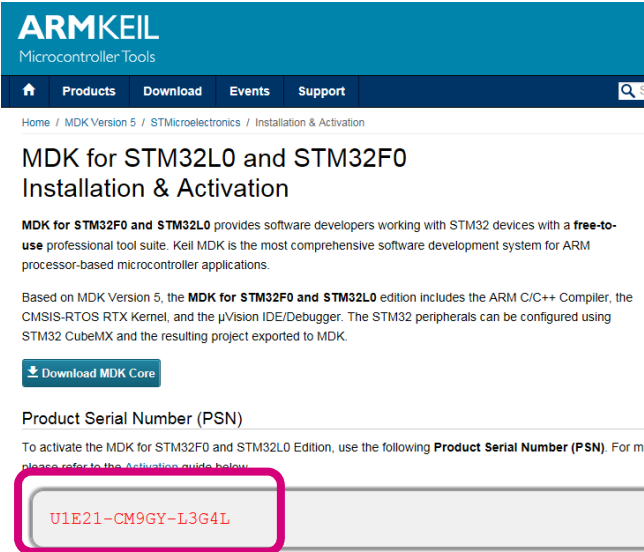 ARMKEIL
Microcontroller Tools
Products Download Events Support
Home / MDK Version 5 / STMicroelectronics / Installation & Activation
MDK for STM32L0 and STM32F0
Installation & Activation
MDK for STM32F0 and STM32L0 provides software developers working with STM32 devices with a free-to-
use professional tool suite. Keil MDK is the most comprehensive software development system for ARM
processor-based microcontroller applications.
Based on MDK Version 5, the MDK for STM32F0 and STM32L0 edition includes the ARM C/C++ Compiler, the
CMSIS-RTOS RTX Kernel, and the µVision IDE/Debugger. The STM32 peripherals can be configured using
STM32 CubeMX and the resulting project exported to MDK.
Download MDK Core
Product Serial Number (PSN)
To activate the MDK for STM32F0 and STM32L0 Edition, use the following Product Serial Number (PSN). For m
please refer to the Activation guide below
U1E21-CM9GY-L3G4L